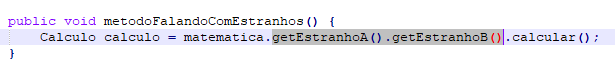 public void metodoFalandoComEstranhos() {
Calculo calculo = matematica.getEstranhoA().getEstranhoB().calcular();
}